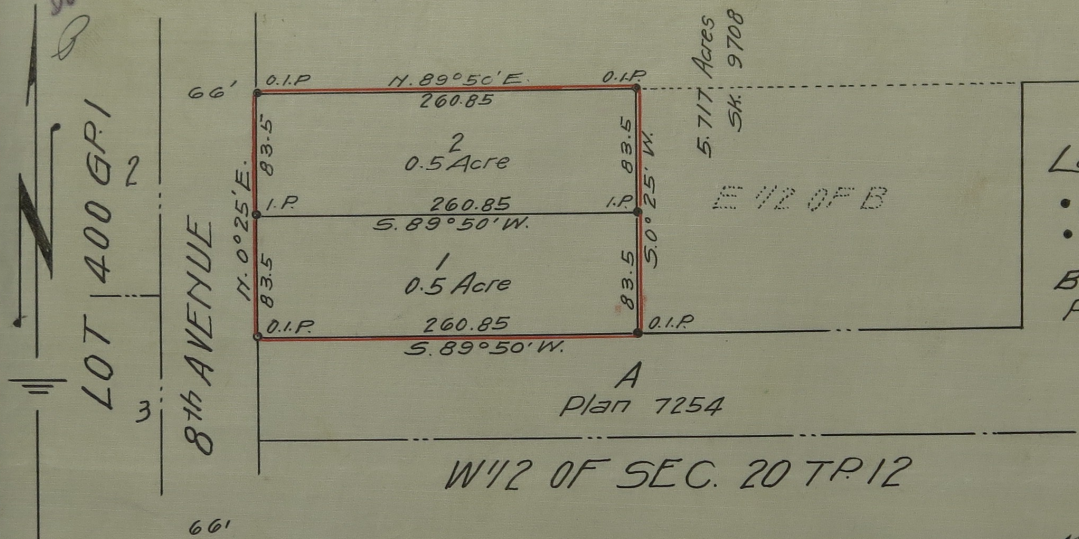 66'
O.I.P.
N. 89°50' E.
O.I.P.
260.85
5.717 Acres
SK. 9708
LOT 400 GP. 1
2
3
8th AVENUE
N. 0°25' E.
83.5
2
0.5 Acre
83.5
S. 0°25' W.
E 1/2 OF B
I.P.
260.85
I.P.
S. 89°50' W.
83.5
1
0.5 Acre
83.5
O.I.P.
260.85
O.I.P.
S. 89°50' W.
A
Plan 7254
W 1/2 OF SEC. 20 TP. 12
66'